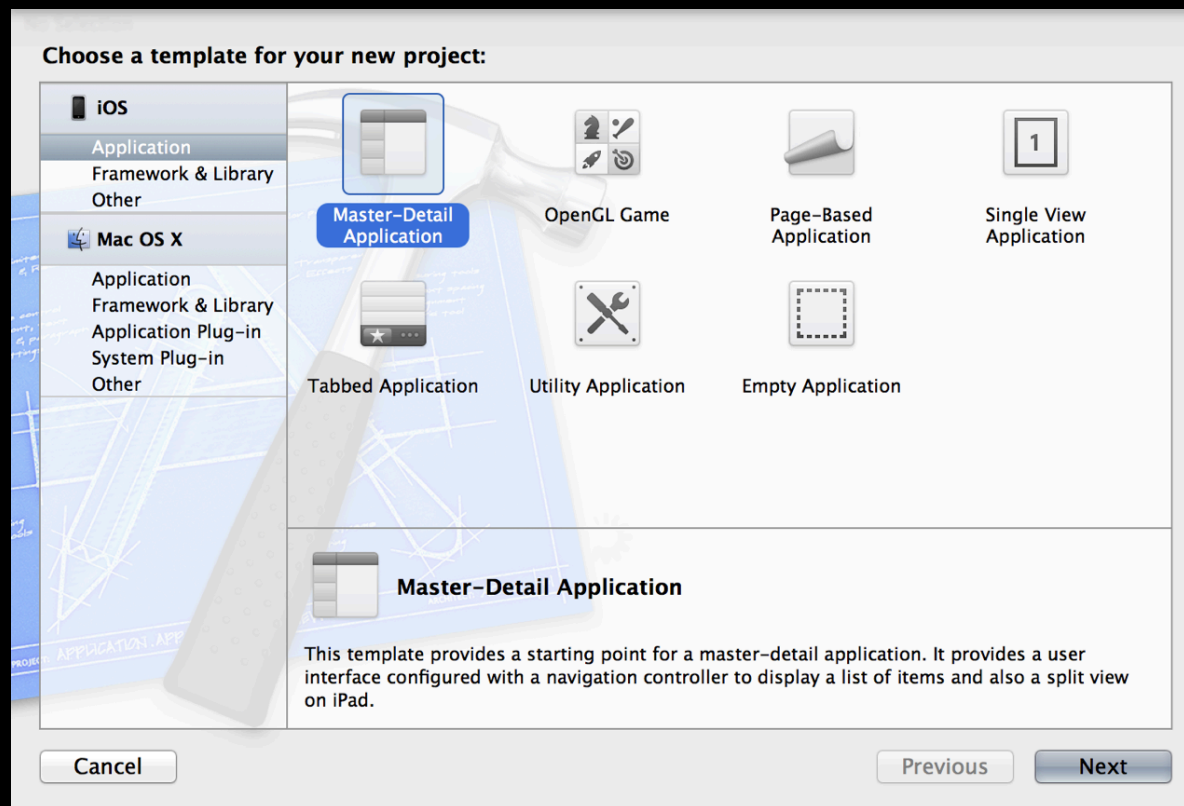 Choose a template for your new project:
iOS
Application
Framework & Library
Other
Mac OS X
Application
Framework & Library
Application Plug-in
System Plug-in
Other
Master-Detail
Application
OpenGL Game
Page-Based
Application
1
Single View
Application
Tabbed Application
Utility Application
Empty Application
Master-Detail Application
This template provides a starting point for a master-detail application. It provides a user
interface configured with a navigation controller to display a list of items and also a split view
on iPad.
Cancel
Previous
Next